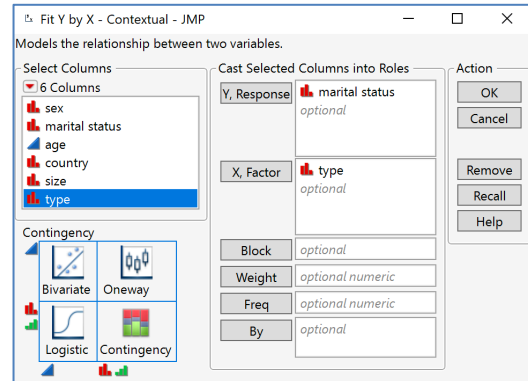 Fit Y by X - Contextual - JMP
Models the relationship between two variables.
Select Columns
6 Columns
sex
marital status
age
country
size
type
Contingency
Bivariate Oneway
Logistic Contingency
Cast Selected Columns into Roles
Y, Response marital status
optional
X, Factor type
optional
Block optional
Weight optional numeric
Freq optional numeric
By optional
Action
OK
Cancel
Remove
Recall
Help